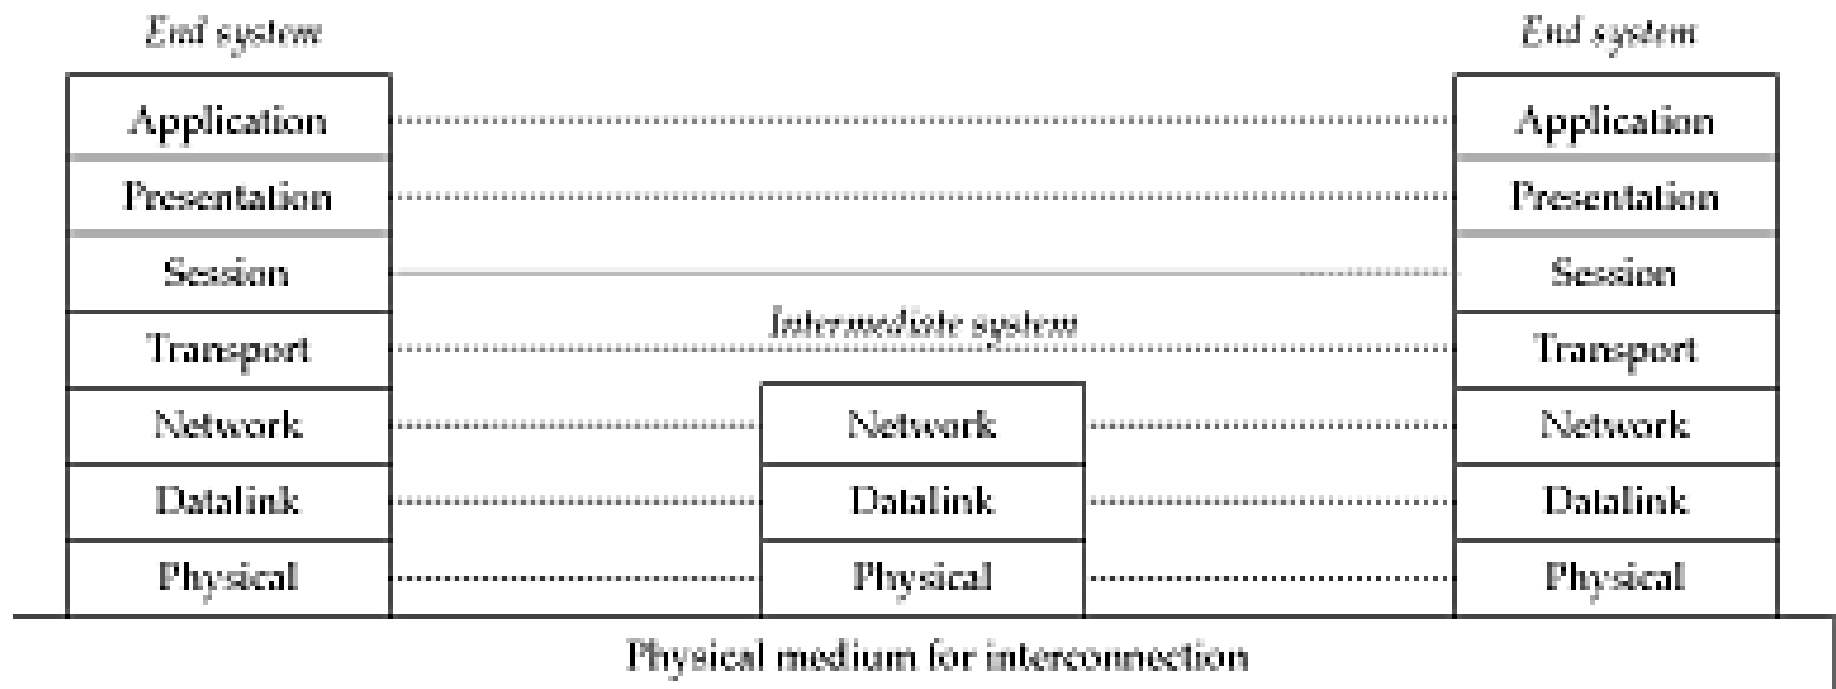 End system End system
Application Application
Presentation Presentation
Session Session
Intermediate system
Transport Transport
Network Network Network
Datalink Datalink Datalink
Physical Physical Physical
Physical medium for interconnection